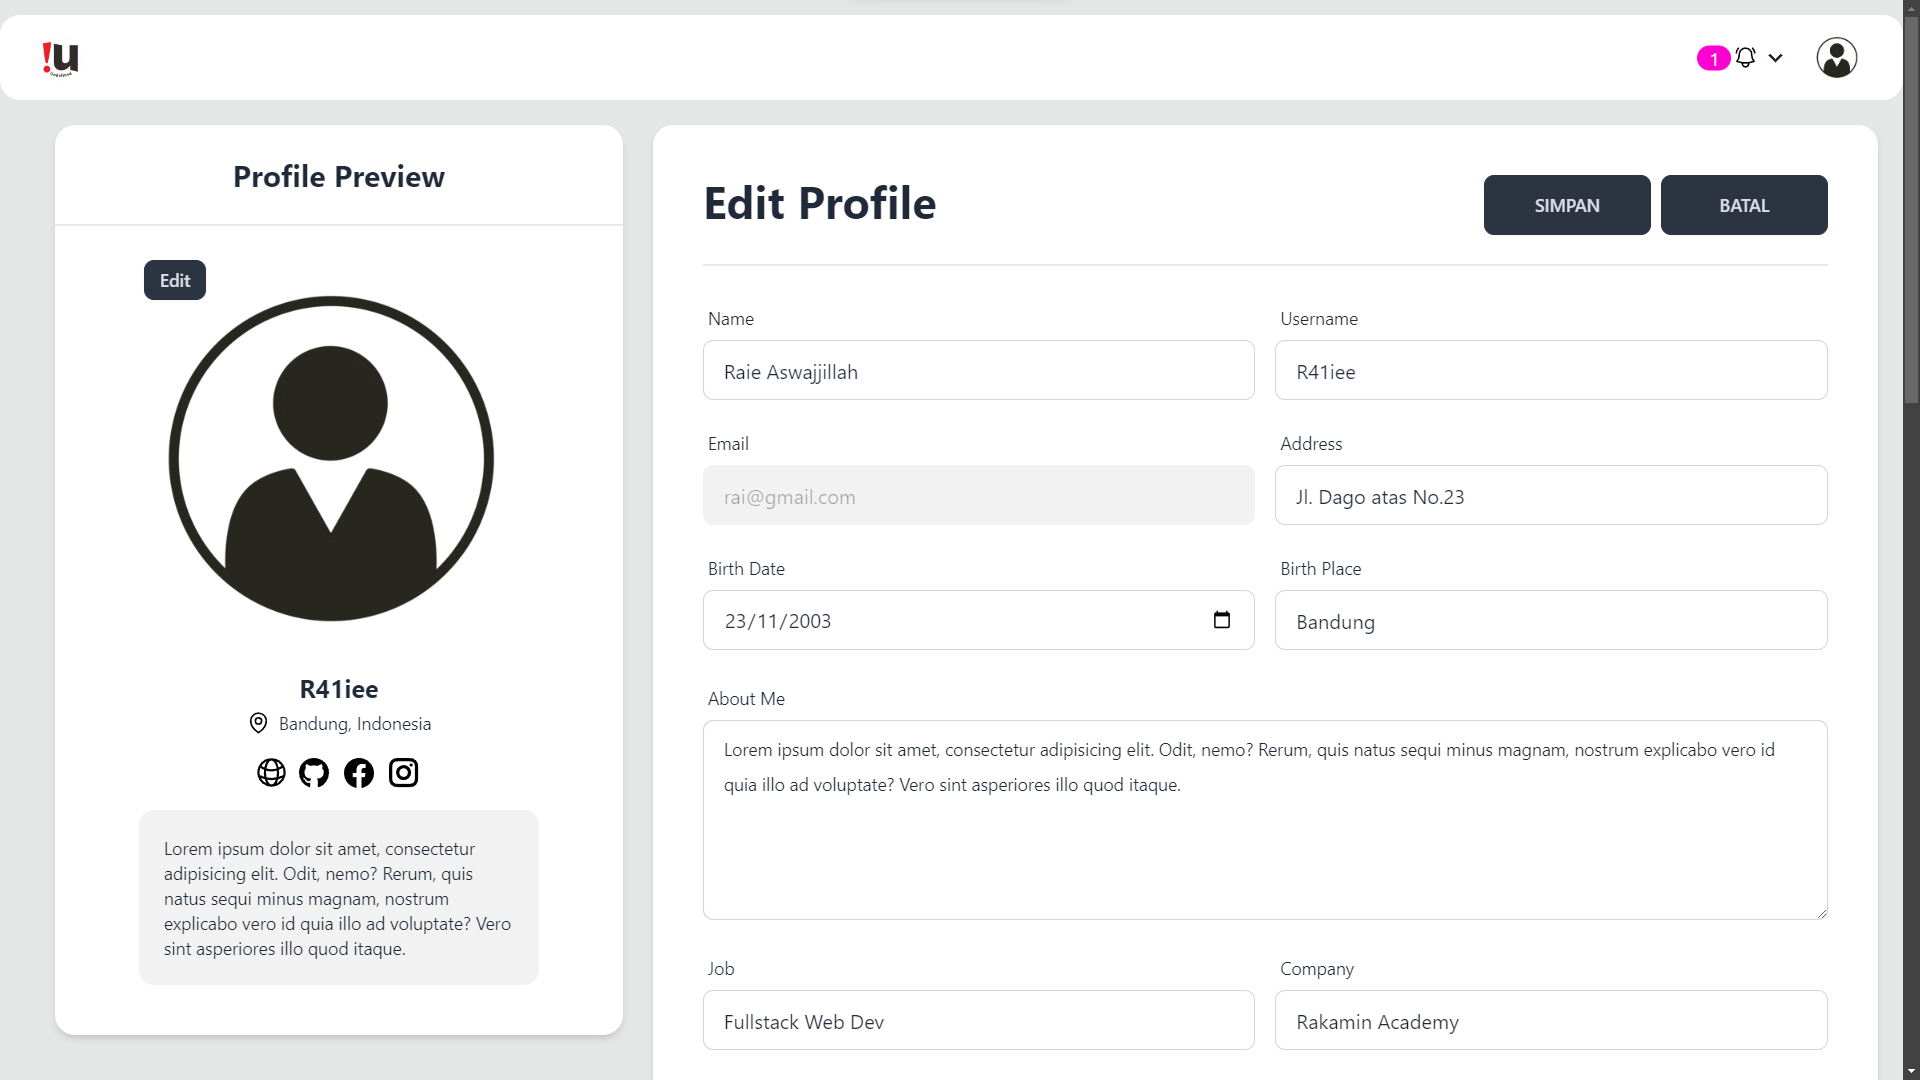 !u
1
Profile Preview
Edit
R41iee
Bandung, Indonesia
Lorem ipsum dolor sit amet, consectetur
adipisicing elit. Odit, nemo? Rerum, quis
natus sequi minus magnam, nostrum
explicabo vero id quia illo ad voluptate? Vero
sint asperiores illo quod itaque.
Edit Profile
SIMPAN
BATAL
Name
Username
Raie Aswajjillah
R41iee
Email
Address
rai@gmail.com
Jl. Dago atas No.23
Birth Date
Birth Place
23/11/2003
Bandung
About Me
Lorem ipsum dolor sit amet, consectetur adipisicing elit. Odit, nemo? Rerum, quis natus sequi minus magnam, nostrum explicabo vero id
quia illo ad voluptate? Vero sint asperiores illo quod itaque.
Job
Company
Fullstack Web Dev
Rakamin Academy